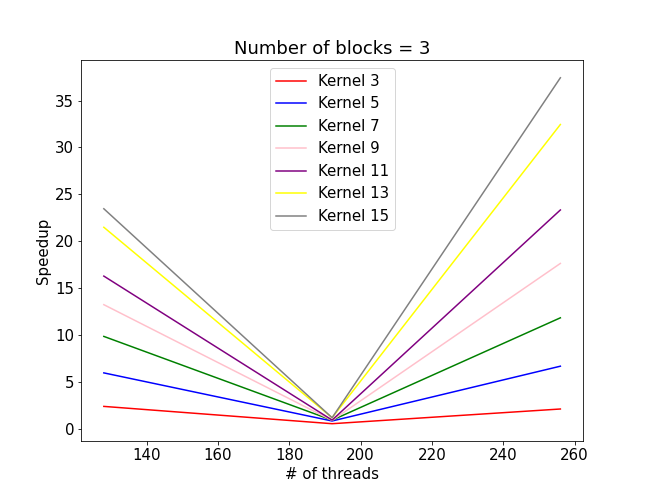 Number of blocks = 3
Kernel 3
Kernel 5
Kernel 7
Kernel 9
Kernel 11
Kernel 13
Kernel 15
Speedup
35
30
25
20
15
10
5
0
140 160 180 200 220 240 260
# of threads